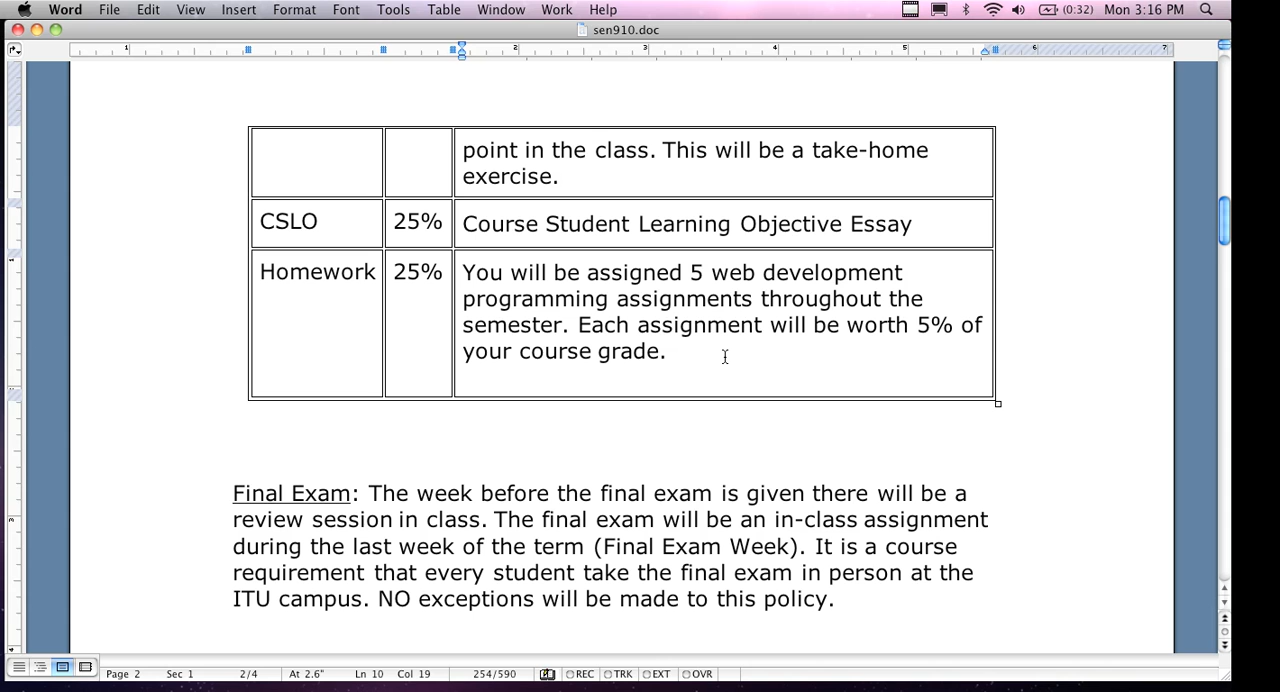 Word File Edit View Insert Format Font Tools Table Window Work Help (0:32) Mon 3:16 PM
sen910.doc
1 2 3 4 5 6 7
point in the class. This will be a take-home
exercise.
CSLO 25% Course Student Learning Objective Essay
Homework 25% You will be assigned 5 web development
programming assignments throughout the
semester. Each assignment will be worth 5% of
your course grade.
Final Exam: The week before the final exam is given there will be a
review session in class. The final exam will be an in-class assignment
during the last week of the term (Final Exam Week). It is a course
requirement that every student take the final exam in person at the
ITU campus. NO exceptions will be made to this policy.
Page 2 Sec 1 2/4 At 2.6" Ln 10 Col 19 254/590 REC TRK EXT OVR